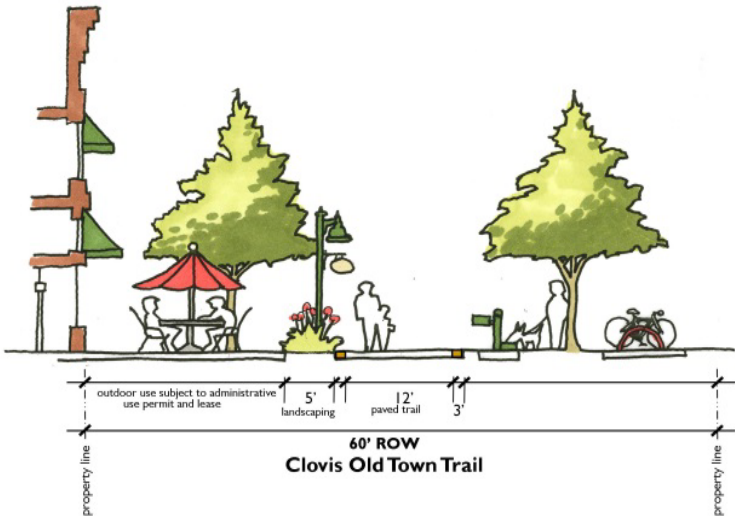 outdoor use subject to administrative
use permit and lease
5'
landscaping
12'
paved trail
3'
60' ROW
Clovis Old Town Trail
property line
property line